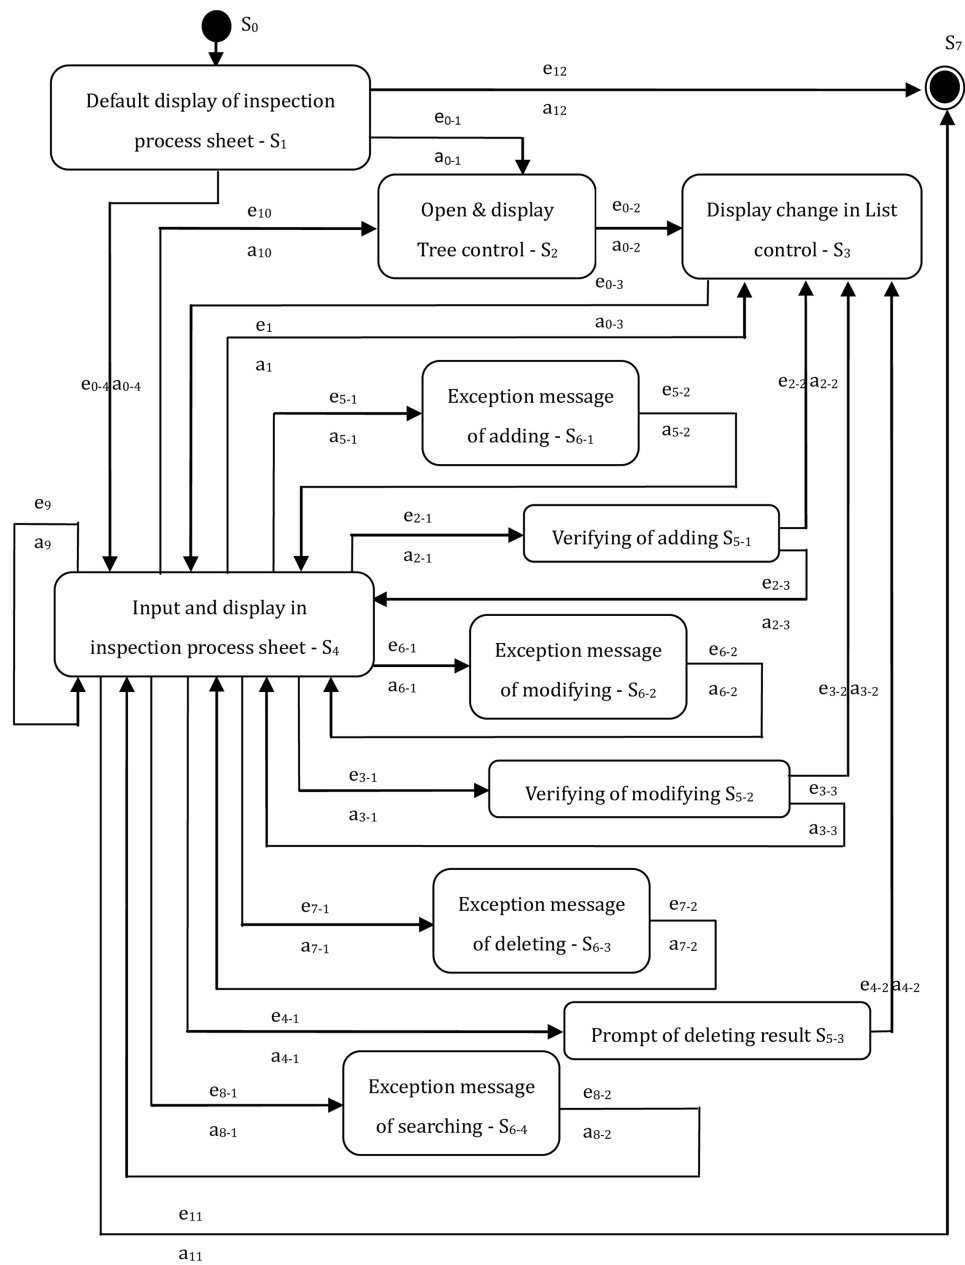 S0
S7
e12
a12
Default display of inspection
process sheet - S1
e0-1
a0-1
e10
a10
Open & display
Tree control - S2
e0-2
a0-2
Display change in List
control - S3
e0-3
a0-3
e1
a1
e0-4 a0-4
e2-2 a2-2
e5-1
a5-1
Exception message
of adding - S6-1
e5-2
a5-2
e9
a9
e2-1
a2-1
Verifying of adding S5-1
e2-3
a2-3
Input and display in
inspection process sheet - S4
e6-1
a6-1
Exception message
of modifying - S6-2
e6-2
a6-2
e3-2 a3-2
e3-1
a3-1
Verifying of modifying S5-2
e3-3
a3-3
e7-1
a7-1
Exception message
of deleting - S6-3
e7-2
a7-2
e4-2 a4-2
e4-1
a4-1
Prompt of deleting result S5-3
e8-1
a8-1
Exception message
of searching - S6-4
e8-2
a8-2
e11
a11